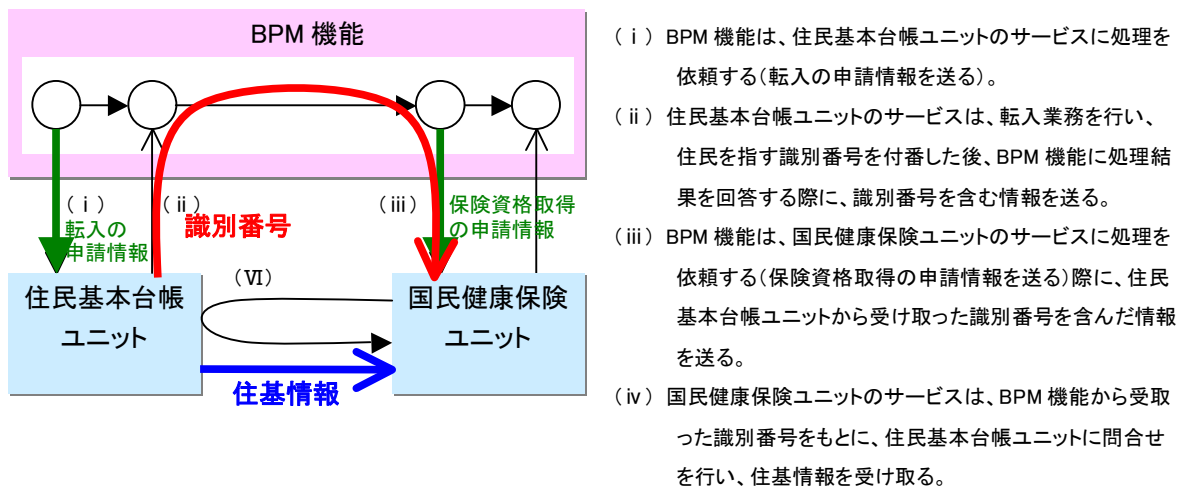 BPM 機能
(ⅰ)
転入の
申請情報
(ⅱ)
識別番号
(ⅲ)
保険資格取得
の申請情報
住民基本台帳
ユニット
(Ⅵ)
国民健康保険
ユニット
住基情報
(ⅰ) BPM 機能は、住民基本台帳ユニットのサービスに処理を
依頼する(転入の申請情報を送る)。
(ⅱ) 住民基本台帳ユニットのサービスは、転入業務を行い、
住民を指す識別番号を付番した後、BPM 機能に処理結
果を回答する際に、識別番号を含む情報を送る。
(ⅲ) BPM 機能は、国民健康保険ユニットのサービスに処理を
依頼する(保険資格取得の申請情報を送る)際に、住民
基本台帳ユニットから受け取った識別番号を含んだ情報
を送る。
(ⅳ) 国民健康保険ユニットのサービスは、BPM 機能から受取
った識別番号をもとに、住民基本台帳ユニットに問合せ
を行い、住基情報を受け取る。